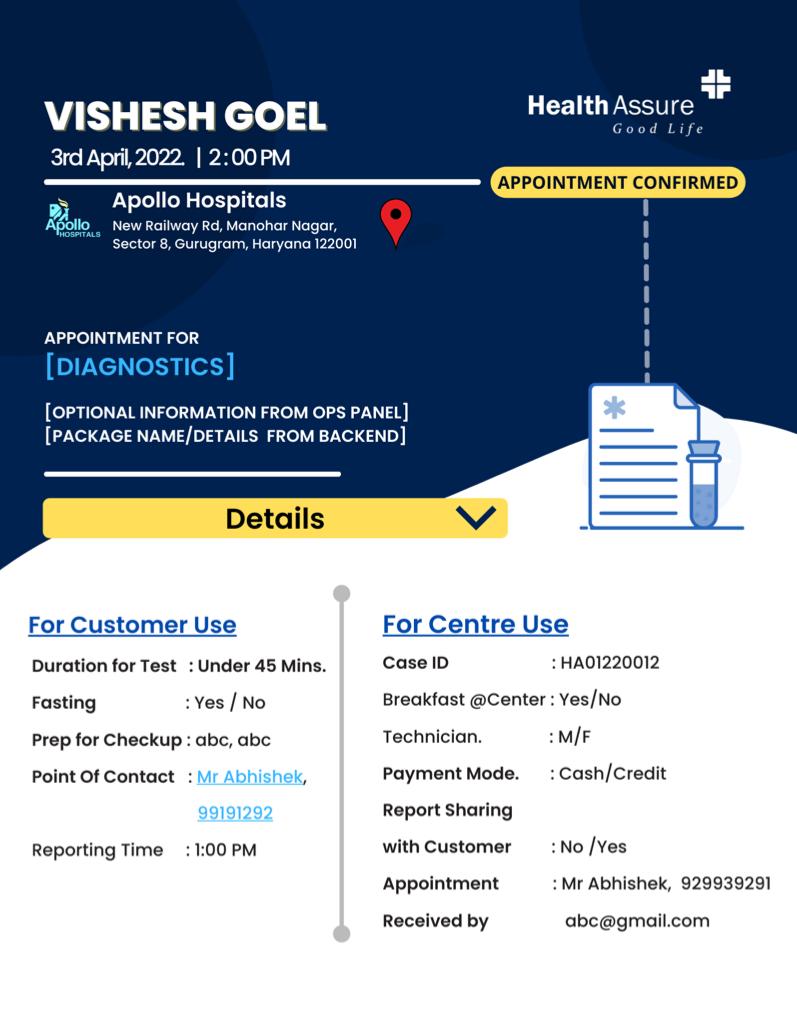 VISHESH GOEL
3rd April, 2022. | 2:00 PM
Health Assure
Good Life
APPOINTMENT CONFIRMED
Apollo
HOSPITALS
Apollo Hospitals
New Railway Rd, Manohar Nagar,
Sector 8, Gurugram, Haryana 122001
APPOINTMENT FOR
[DIAGNOSTICS]
[OPTIONAL INFORMATION FROM OPS PANEL]
[PACKAGE NAME/DETAILS FROM BACKEND]
Details
For Customer Use
Duration for Test : Under 45 Mins.
Fasting : Yes / No
Prep for Checkup : abc, abc
Point Of Contact : Mr Abhishek,
99191292
Reporting Time : 1:00 PM
For Centre Use
Case ID : HA01220012
Breakfast @Center : Yes/No
Technician. : M/F
Payment Mode. : Cash/Credit
Report Sharing
with Customer : No /Yes
Appointment : Mr Abhishek, 929939291
Received by abc@gmail.com